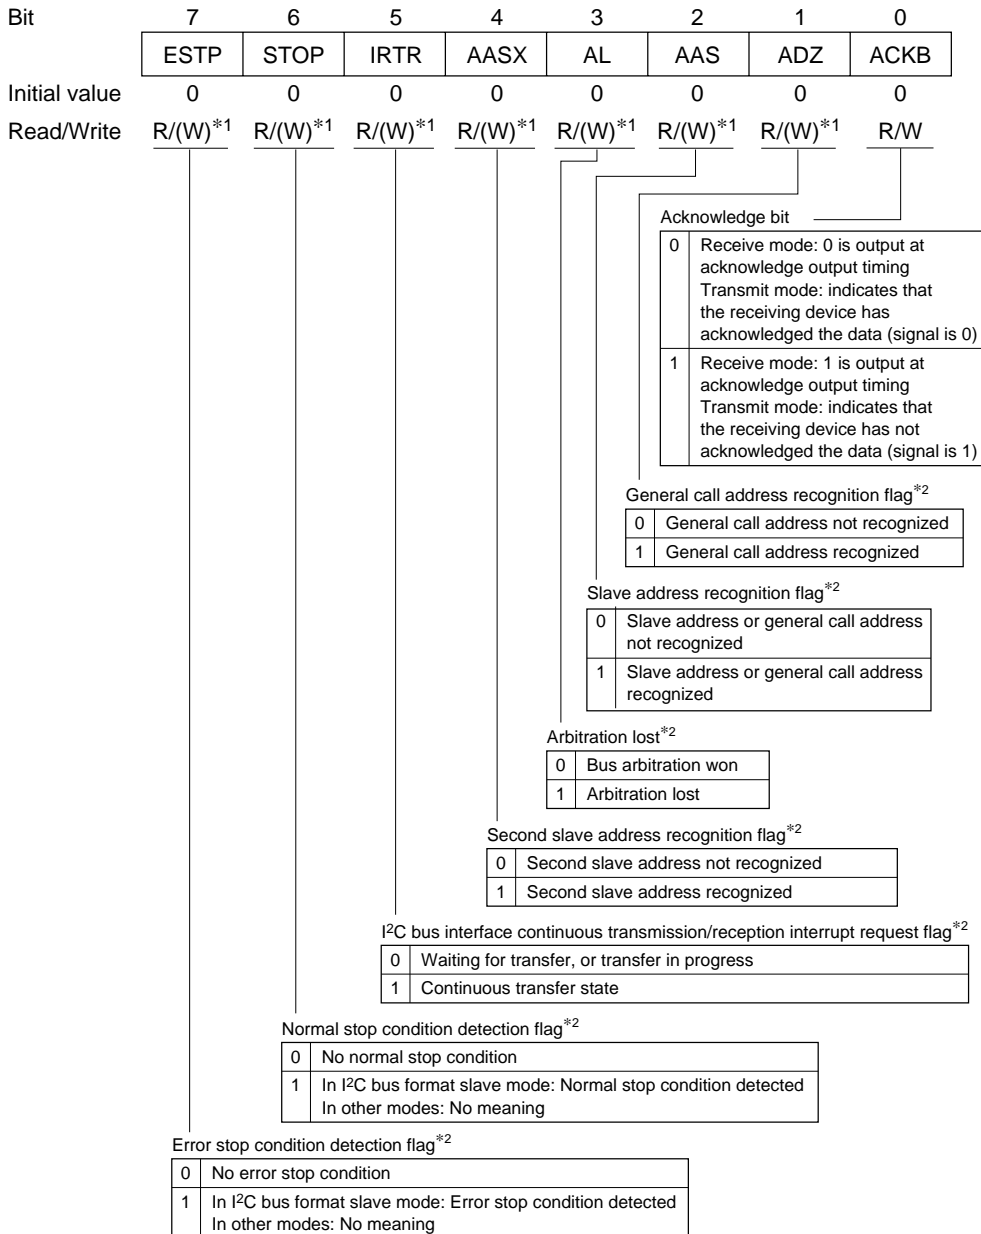 Bit 7 6 5 4 3 2 1 0
ESTP STOP IRTR AASX AL AAS ADZ ACKB
Initial value 0 0 0 0 0 0 0 0
Read/Write R/(W)*1 R/(W)*1 R/(W)*1 R/(W)*1 R/(W)*1 R/(W)*1 R/(W)*1 R/W
Acknowledge bit
0 Receive mode: 0 is output at
acknowledge output timing
Transmit mode: indicates that
the receiving device has
acknowledged the data (signal is 0)
1 Receive mode: 1 is output at
acknowledge output timing
Transmit mode: indicates that
the receiving device has not
acknowledged the data (signal is 1)
General call address recognition flag*2
0 General call address not recognized
1 General call address recognized
Slave address recognition flag*2
0 Slave address or general call address
not recognized
1 Slave address or general call address
recognized
Arbitration lost*2
0 Bus arbitration won
1 Arbitration lost
Second slave address recognition flag*2
0 Second slave address not recognized
1 Second slave address recognized
I2C bus interface continuous transmission/reception interrupt request flag*2
0 Waiting for transfer, or transfer in progress
1 Continuous transfer state
Normal stop condition detection flag*2
0 No normal stop condition
1 In I2C bus format slave mode: Normal stop condition detected
In other modes: No meaning
Error stop condition detection flag*2
0 No error stop condition
1 In I2C bus format slave mode: Error stop condition detected
In other modes: No meaning